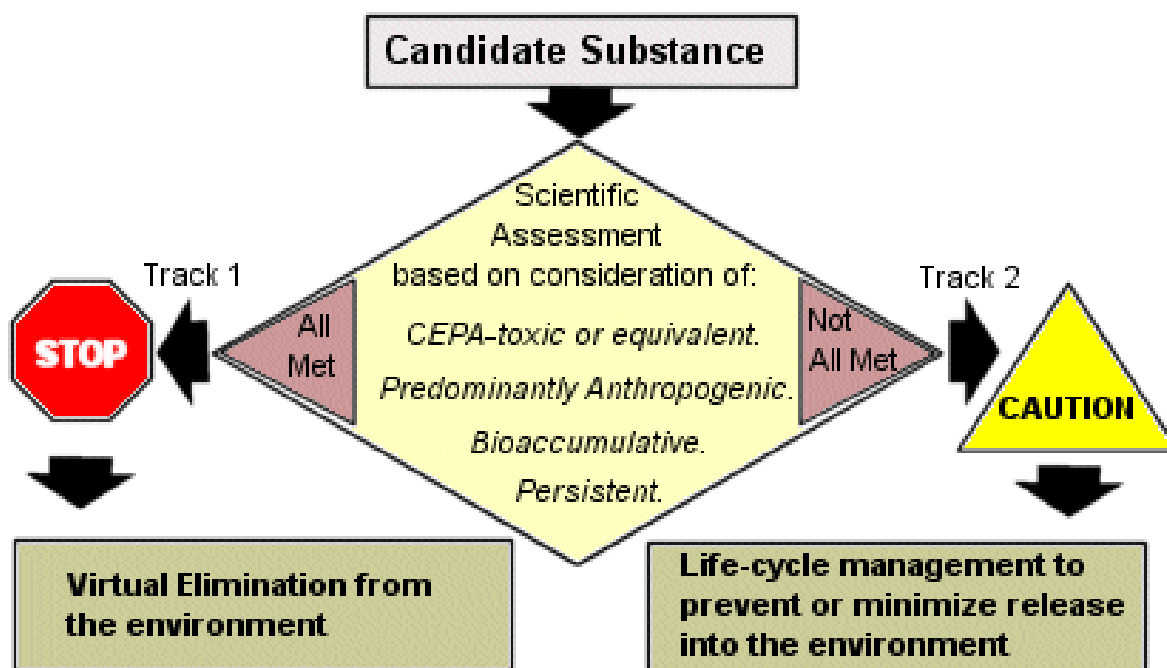 Candidate Substance
Scientific
Assessment
based on consideration of:
CEPA-toxic or equivalent.
Predominantly Anthropogenic.
Bioaccumulative.
Persistent.
Track 1
All
Met
STOP
Track 2
Not
All Met
CAUTION
Virtual Elimination from
the environment
Life-cycle management to
prevent or minimize release
into the environment